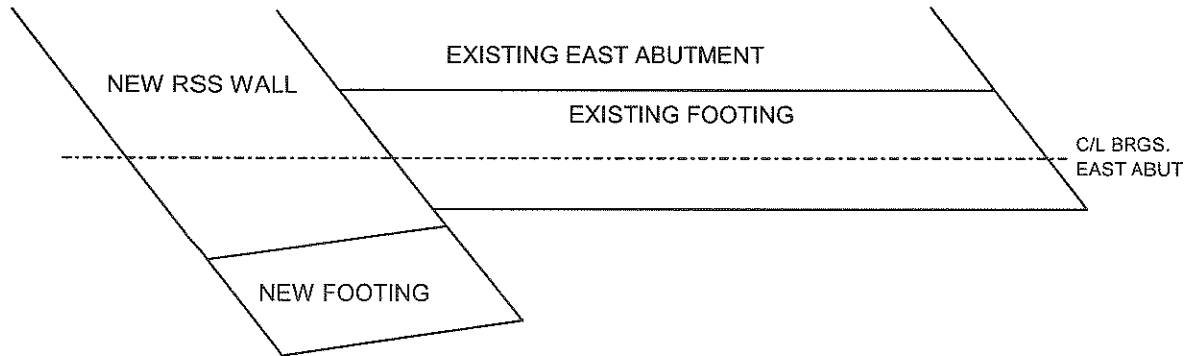 EXISTING EAST ABUTMENT
NEW RSS WALL
EXISTING FOOTING
C/L BRGS.
EAST ABUT
NEW FOOTING